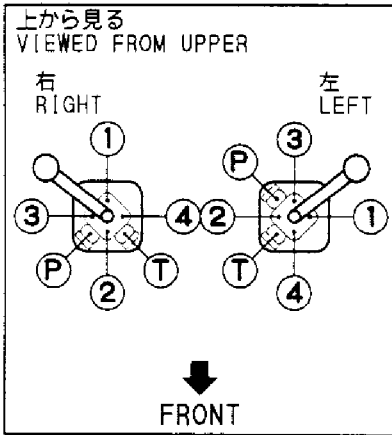 上から見る
VIEWED FROM UPPER
右 左
RIGHT LEFT
① ③
P
③ ④ ② ①
P T T
② ④
FRONT